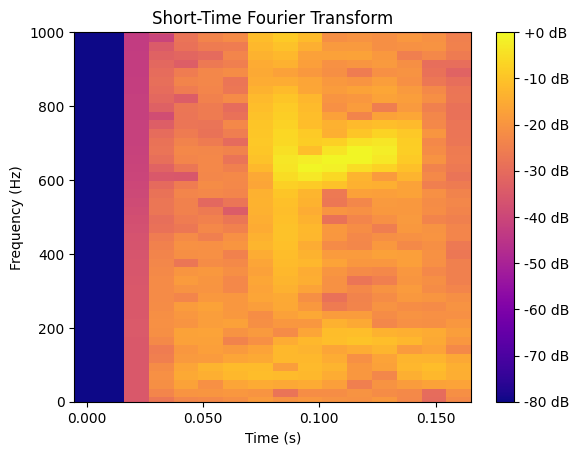 Short-Time Fourier Transform
1000
800
600
400
200
0
Frequency (Hz)
0.000
0.050
0.100
0.150
Time (s)
+0 dB
-10 dB
-20 dB
-30 dB
-40 dB
-50 dB
-60 dB
-70 dB
-80 dB